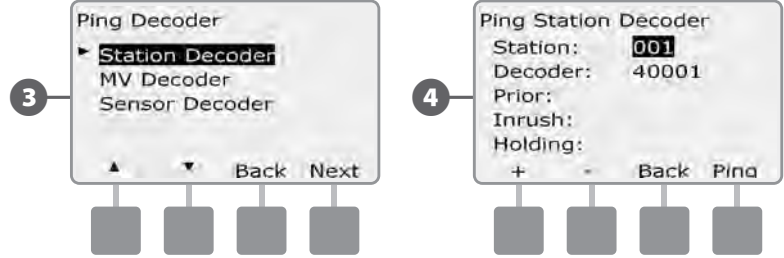 Ping Decoder
► Station Decoder
MV Decoder
Sensor Decoder
▲ ▼ Back Next
3
Ping Station Decoder
Station: 001
Decoder: 40001
Prior:
Inrush:
Holding:
+ - Back Ping
4